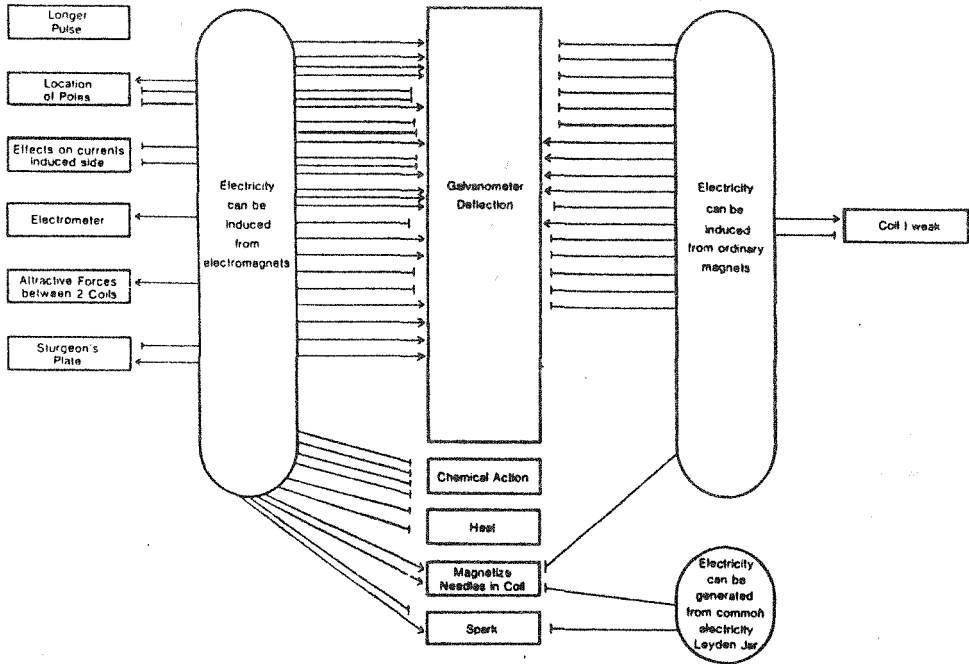 Longer
Pulse
Location
of Poles
Effects on currents
induced side
Electrometer
Attractive Forces
between 2 Coils
Sturgeon's
Plate
Electricity
can be
induced
from
electromagnets
Galvanometer
Deflection
Chemical Action
Heat
Magnetize
Needles in Coil
Spark
Electricity
can be
induced
from ordinary
magnets
Electricity
can be
generated
from common
electricity
Leyden Jar
Coil I weak